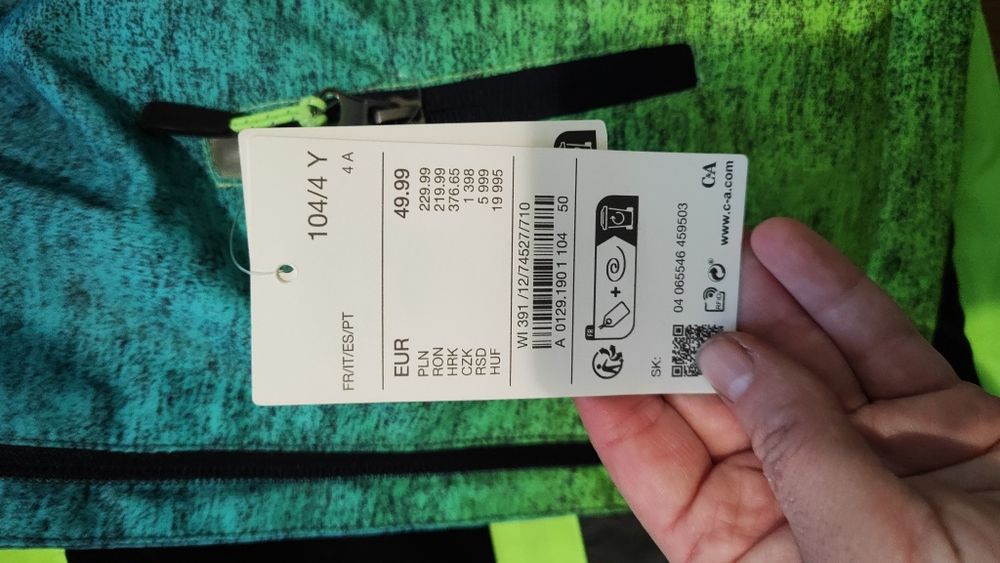 104/4 Y
FR/IT/ES/PT 4 A
EUR 49.99
PLN 229.99
RON 219.99
HRK 376.65
CZK 1 398
RSD 5 999
HUF 19 995
WI 391 /12/74527/710
A 0129.190 1 104 50
FR
+
SK: 04 065546 459503
RFID
C&A
www.c-a.com